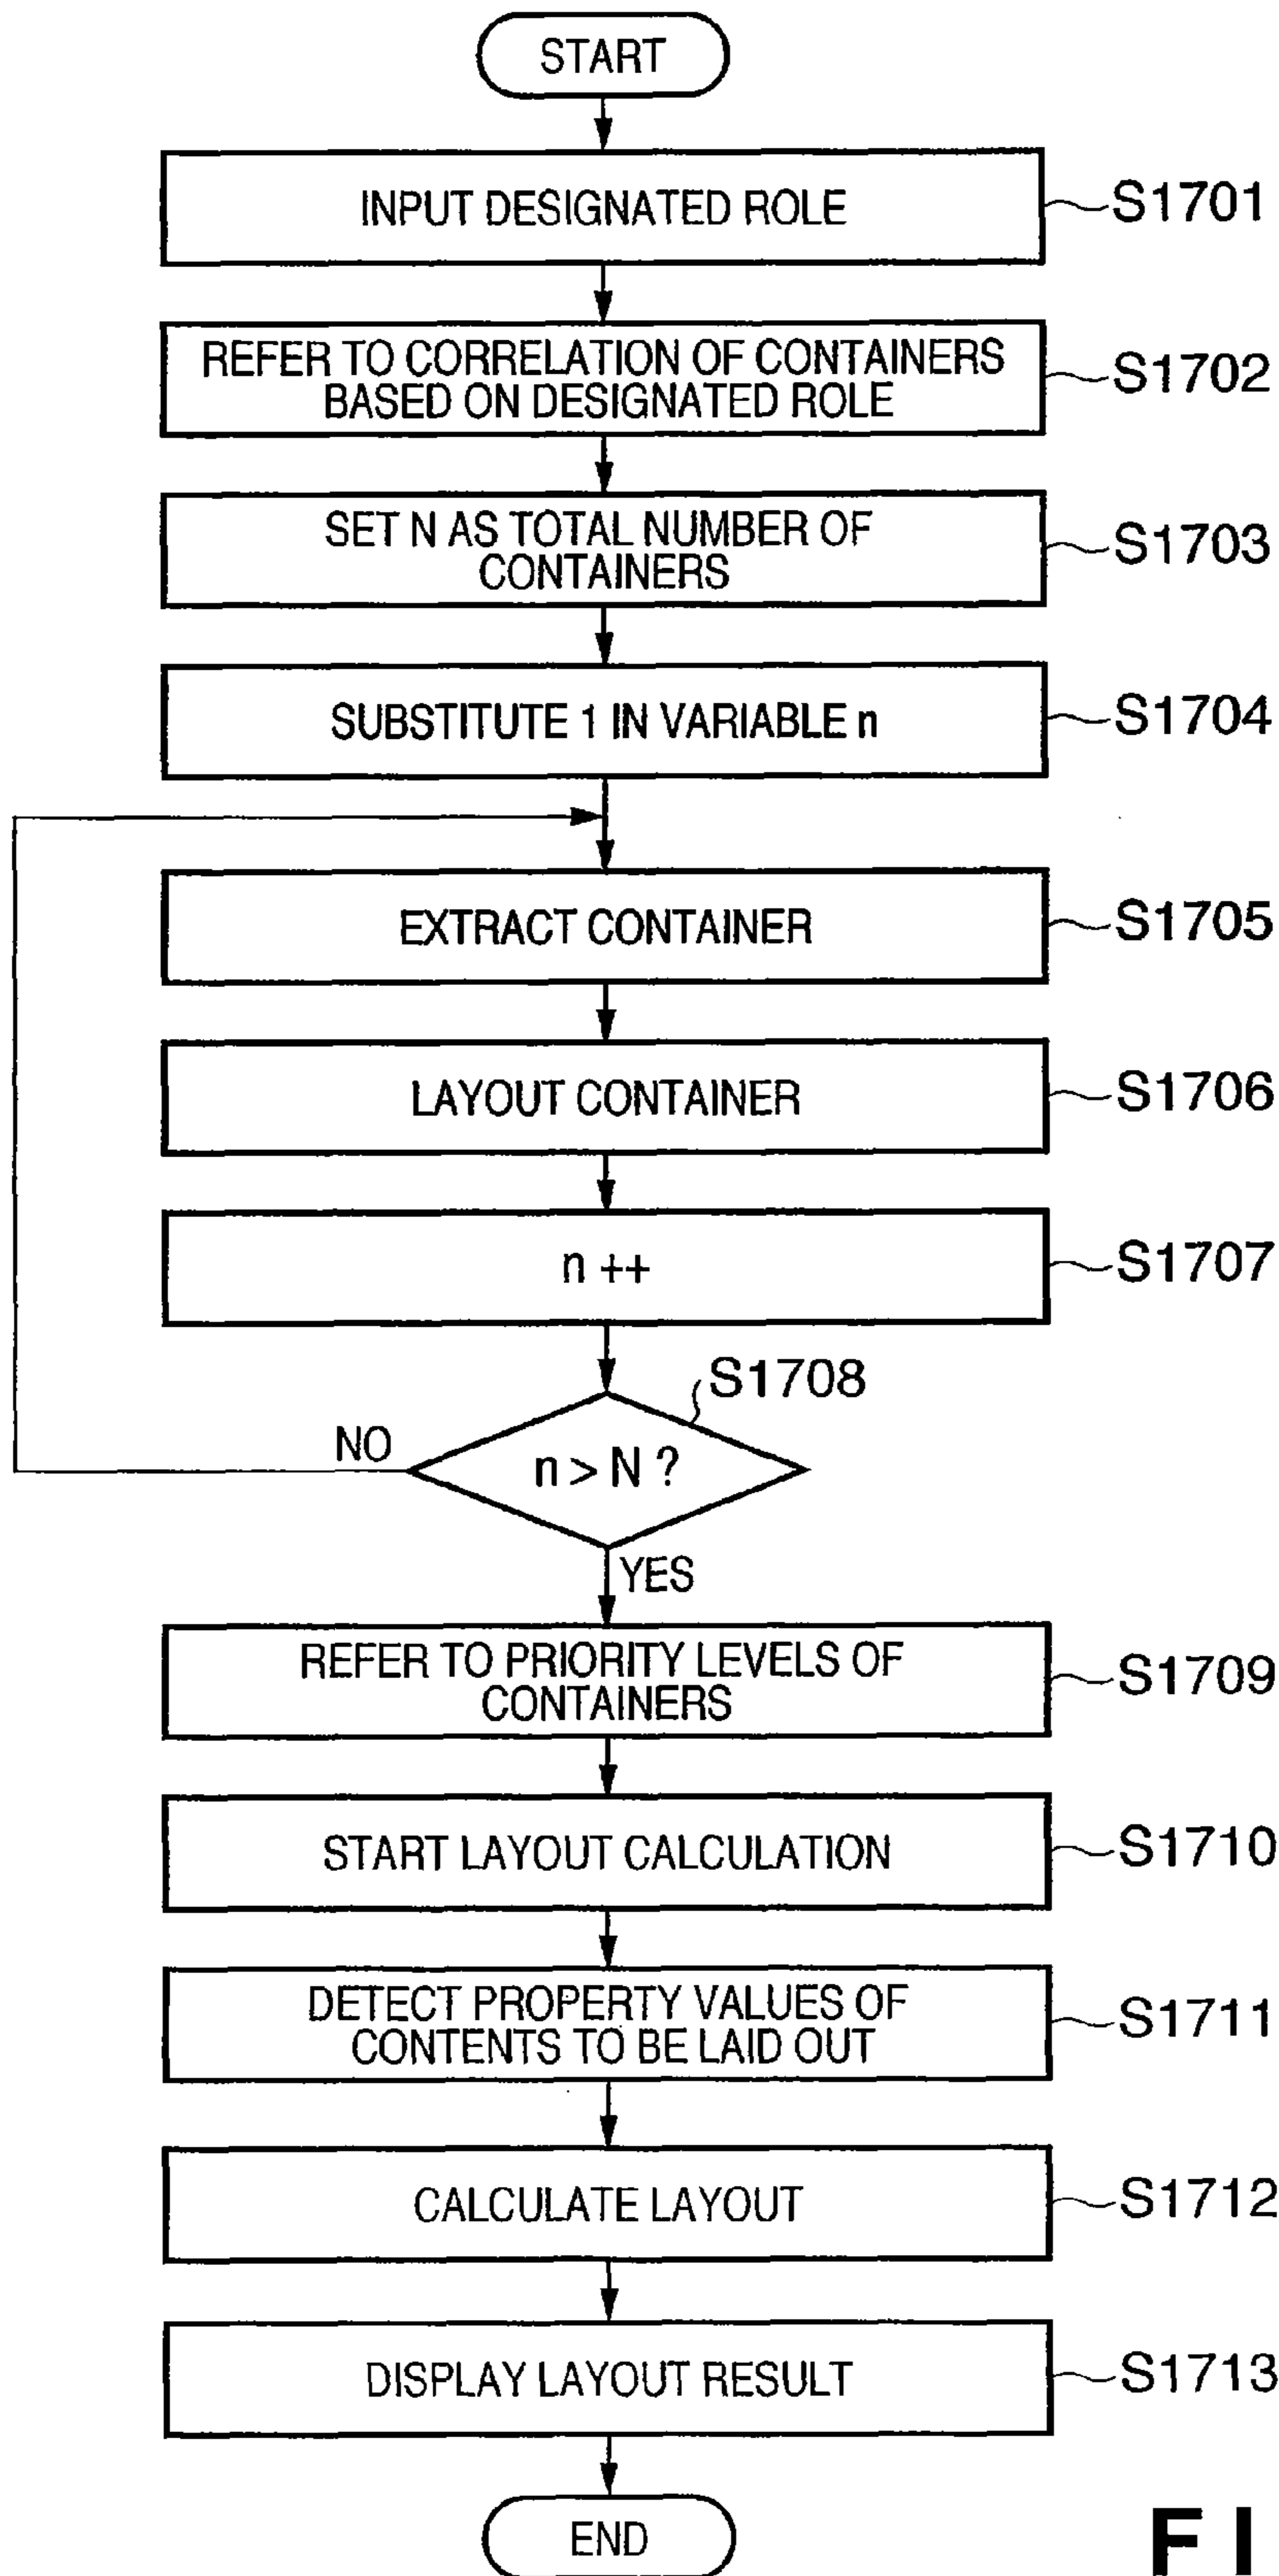 START
INPUT DESIGNATED ROLE
S1701
REFER TO CORRELATION OF CONTAINERS
BASED ON DESIGNATED ROLE
S1702
SET N AS TOTAL NUMBER OF
CONTAINERS
S1703
SUBSTITUTE 1 IN VARIABLE n
S1704
EXTRACT CONTAINER
S1705
LAYOUT CONTAINER
S1706
n ++
S1707
S1708
NO
n > N ?
YES
REFER TO PRIORITY LEVELS OF
CONTAINERS
S1709
START LAYOUT CALCULATION
S1710
DETECT PROPERTY VALUES OF
CONTENTS TO BE LAID OUT
S1711
CALCULATE LAYOUT
S1712
DISPLAY LAYOUT RESULT
S1713
END
FI